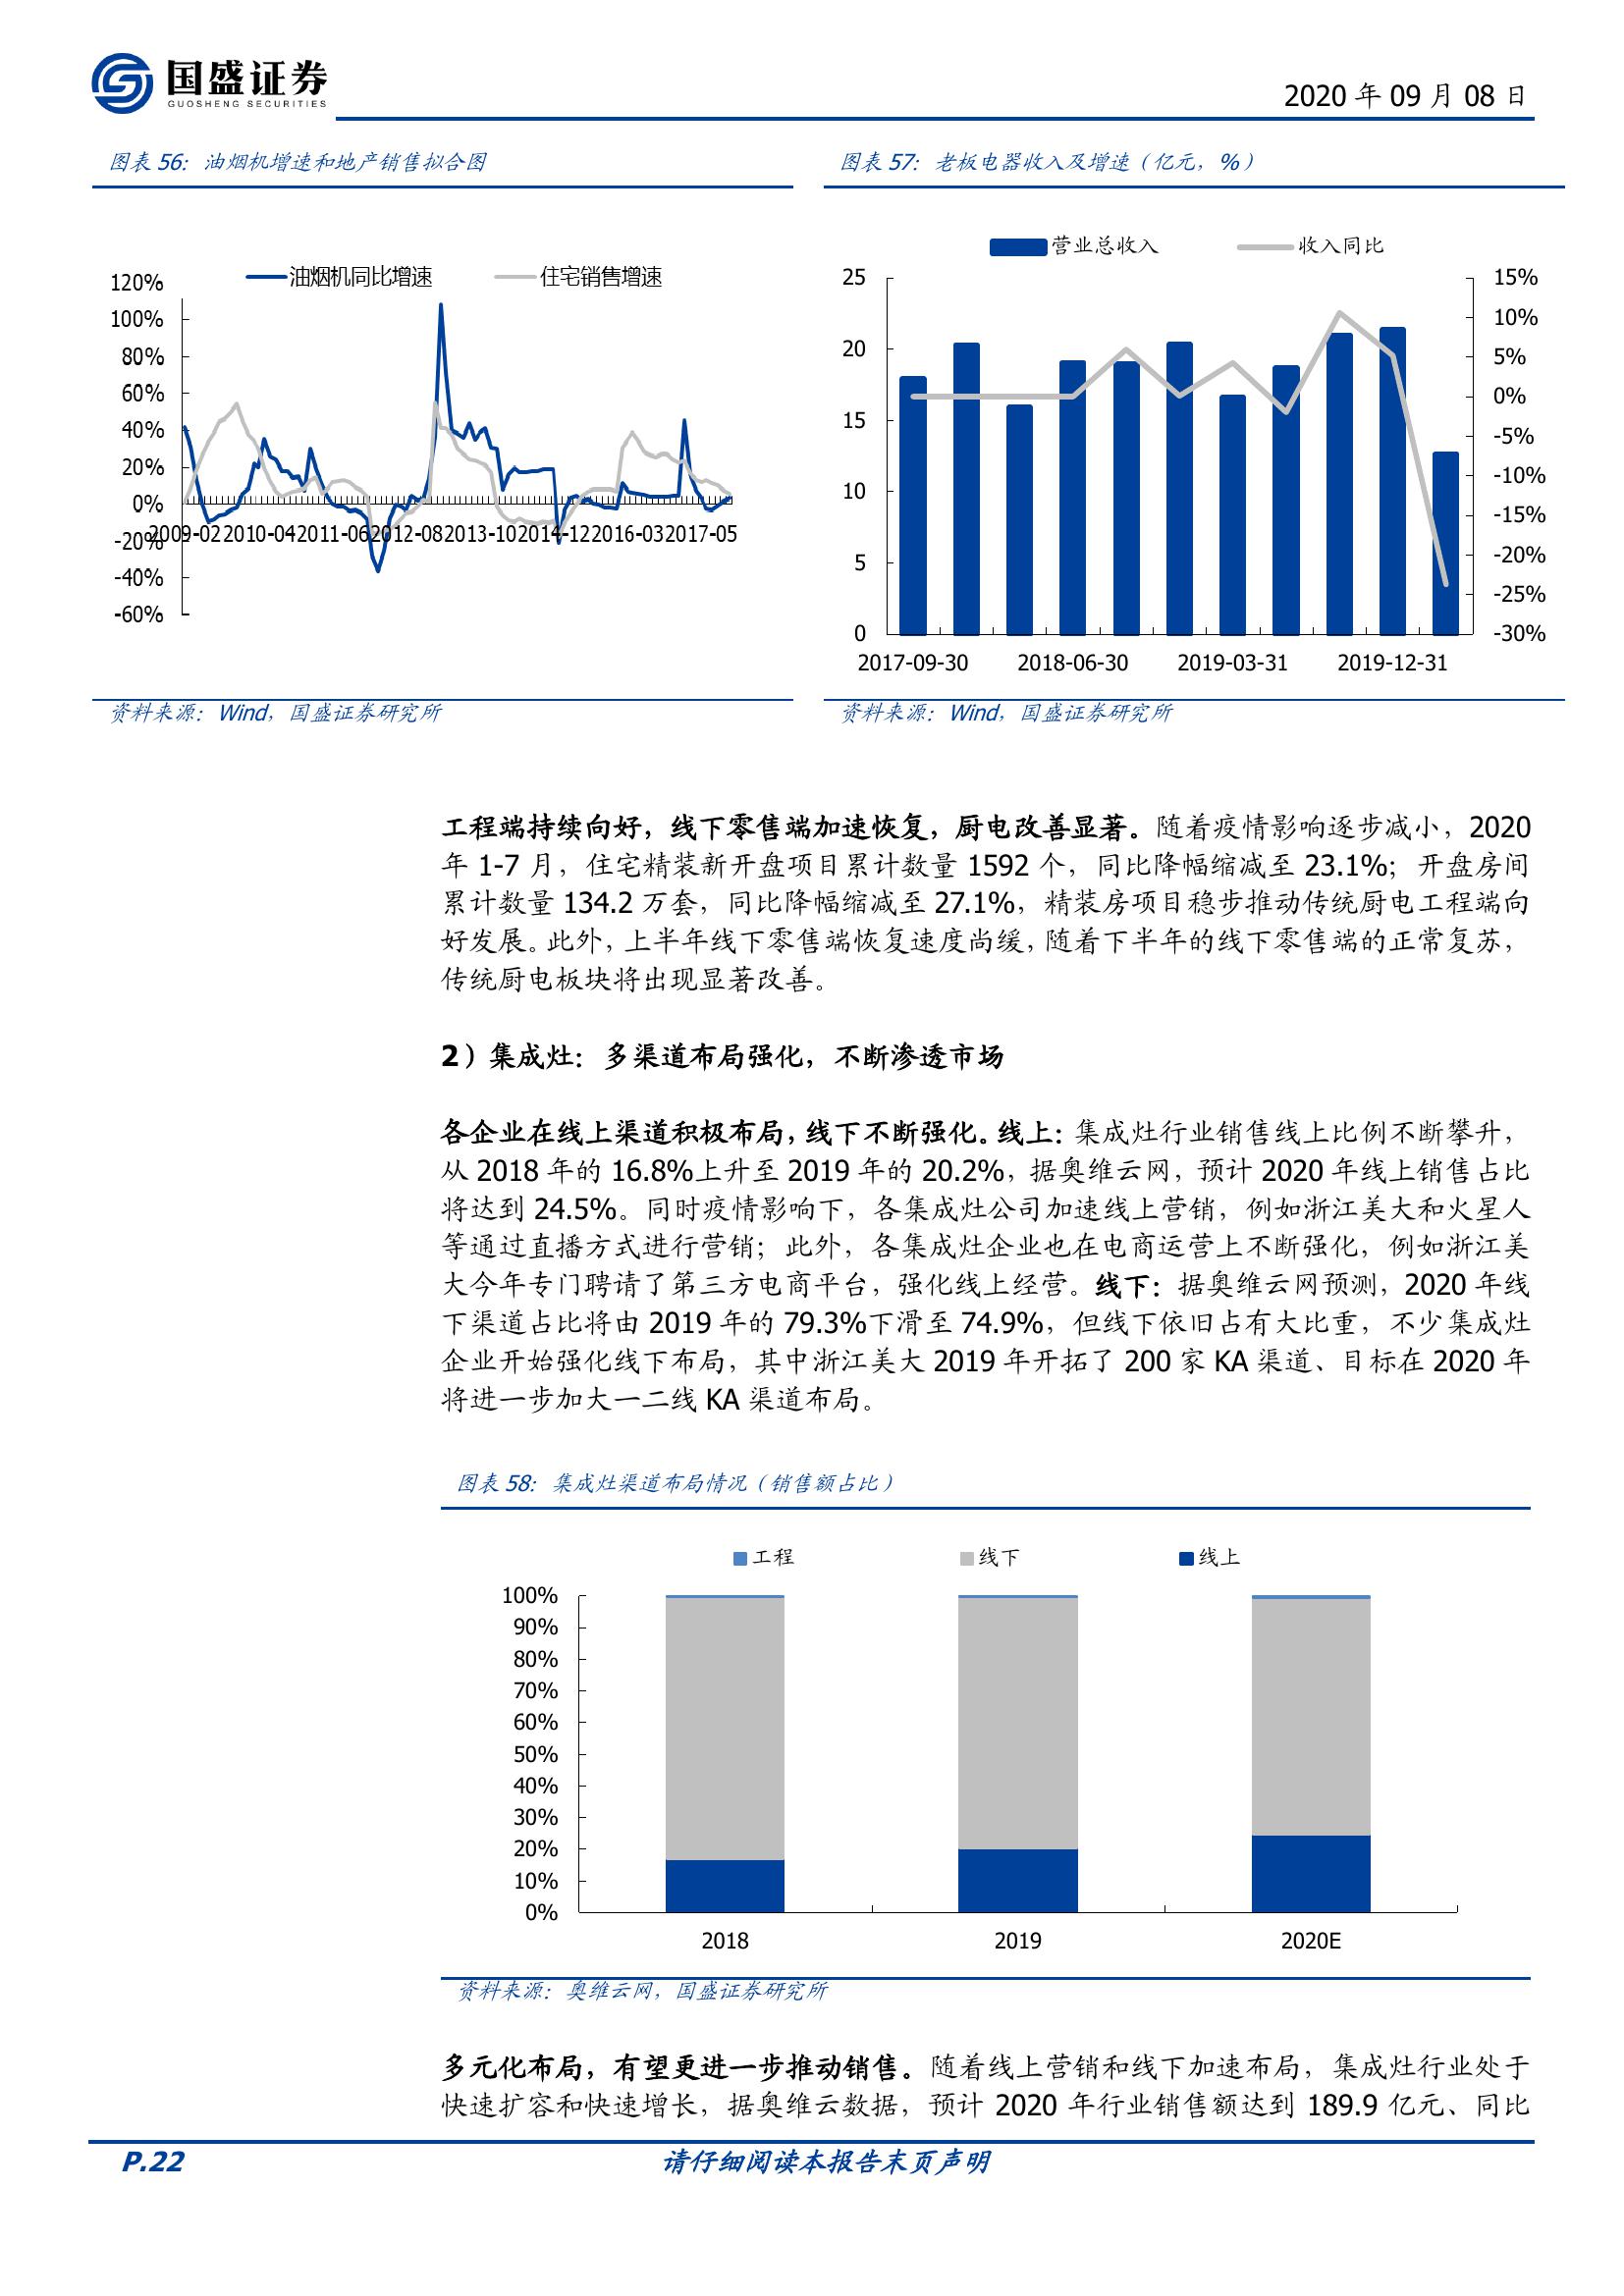 国盛证券
GUOSHENG SECURITIES
2020 年 09 月 08 日
图表 56：油烟机增速和地产销售拟合图
油烟机同比增速
住宅销售增速
120%
100%
80%
60%
40%
20%
0%
-20%
-40%
-60%
2009-02 2010-04 2011-06 2012-08 2013-10 2014-12 2016-03 2017-05
资料来源：Wind，国盛证券研究所
图表 57：老板电器收入及增速（亿元，%）
营业总收入
收入同比
25
20
15
10
5
0
15%
10%
5%
0%
-5%
-10%
-15%
-20%
-25%
-30%
2017-09-30 2018-06-30 2019-03-31 2019-12-31
资料来源：Wind，国盛证券研究所
工程端持续向好，线下零售端加速恢复，厨电改善显著。随着疫情影响逐步减小，2020
年 1-7 月，住宅精装新开盘项目累计数量 1592 个，同比降幅缩减至 23.1%；开盘房间
累计数量 134.2 万套，同比降幅缩减至 27.1%，精装房项目稳步推动传统厨电工程端向
好发展。此外，上半年线下零售端恢复速度尚缓，随着下半年的线下零售端的正常复苏，
传统厨电板块将出现显著改善。
2）集成灶：多渠道布局强化，不断渗透市场
各企业在线上渠道积极布局，线下不断强化。线上：集成灶行业销售线上比例不断攀升，
从 2018 年的 16.8%上升至 2019 年的 20.2%，据奥维云网，预计 2020 年线上销售占比
将达到 24.5%。同时疫情影响下，各集成灶公司加速线上营销，例如浙江美大和火星人
等通过直播方式进行营销；此外，各集成灶企业也在电商运营上不断强化，例如浙江美
大今年专门聘请了第三方电商平台，强化线上经营。线下：据奥维云网预测，2020 年线
下渠道占比将由 2019 年的 79.3%下滑至 74.9%，但线下依旧占有大比重，不少集成灶
企业开始强化线下布局，其中浙江美大 2019 年开拓了 200 家 KA 渠道、目标在 2020 年
将进一步加大一二线 KA 渠道布局。
图表 58：集成灶渠道布局情况（销售额占比）
工程
线下
线上
100%
90%
80%
70%
60%
50%
40%
30%
20%
10%
0%
2018 2019 2020E
资料来源：奥维云网，国盛证券研究所
多元化布局，有望更进一步推动销售。随着线上营销和线下加速布局，集成灶行业处于
快速扩容和快速增长，据奥维云数据，预计 2020 年行业销售额达到 189.9 亿元、同比
P.22
请仔细阅读本报告末页声明